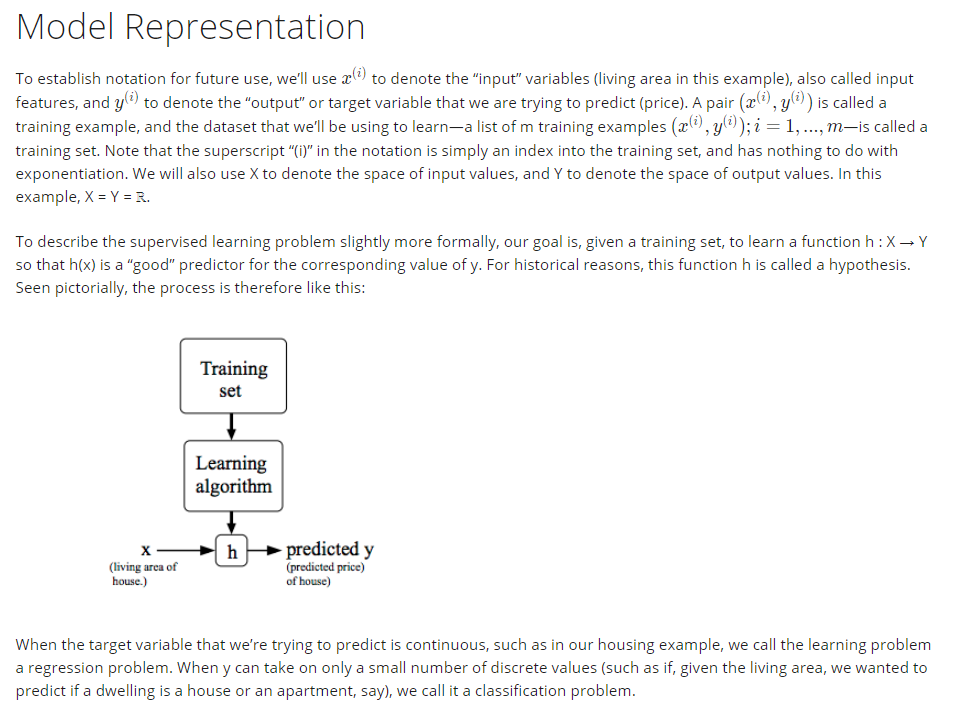 Model Representation
To establish notation for future use, we'll use x⁽ⁱ⁾ to denote the "input" variables (living area in this example), also called input
features, and y⁽ⁱ⁾ to denote the "output" or target variable that we are trying to predict (price). A pair (x⁽ⁱ⁾, y⁽ⁱ⁾) is called a
training example, and the dataset that we'll be using to learn—a list of m training examples (x⁽ⁱ⁾, y⁽ⁱ⁾); i = 1, ..., m—is called a
training set. Note that the superscript "(i)" in the notation is simply an index into the training set, and has nothing to do with
exponentiation. We will also use X to denote the space of input values, and Y to denote the space of output values. In this
example, X = Y = ℝ.
To describe the supervised learning problem slightly more formally, our goal is, given a training set, to learn a function h : X → Y
so that h(x) is a "good" predictor for the corresponding value of y. For historical reasons, this function h is called a hypothesis.
Seen pictorially, the process is therefore like this:
Training
set
Learning
algorithm
x
h
predicted y
(living area of
house.)
(predicted price)
of house)
When the target variable that we're trying to predict is continuous, such as in our housing example, we call the learning problem
a regression problem. When y can take on only a small number of discrete values (such as if, given the living area, we wanted to
predict if a dwelling is a house or an apartment, say), we call it a classification problem.